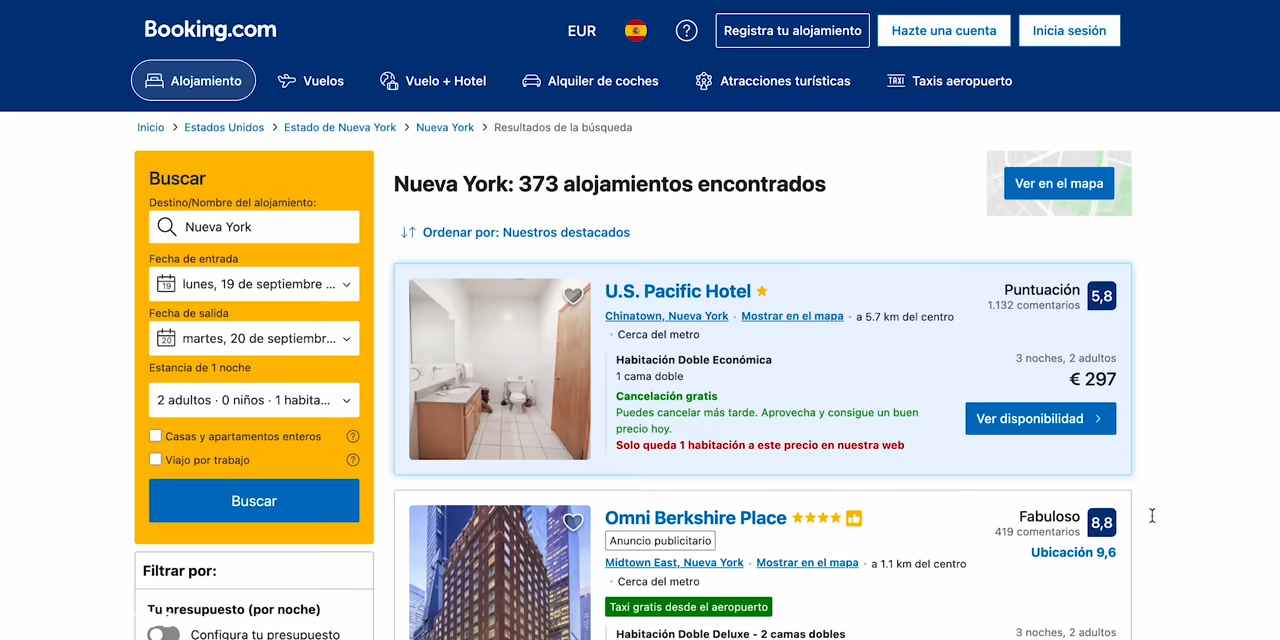 Booking.com
EUR
?
Registra tu alojamiento
Hazte una cuenta
Inicia sesión
Alojamiento
Vuelos
Vuelo + Hotel
Alquiler de coches
Atracciones turísticas
TAXI Taxis aeropuerto
Inicio > Estados Unidos > Estado de Nueva York > Nueva York > Resultados de la búsqueda
Buscar
Destino/Nombre del alojamiento:
Nueva York
Fecha de entrada
19 lunes, 19 de septiembre ...
Fecha de salida
20 martes, 20 de septiembr...
Estancia de 1 noche
2 adultos · 0 niños · 1 habita...
Casas y apartamentos enteros ?
Viajo por trabajo ?
Buscar
Filtrar por:
Tu presupuesto (por noche)
Configura tu presupuesto
Nueva York: 373 alojamientos encontrados
Ver en el mapa
↓↑ Ordenar por: Nuestros destacados
U.S. Pacific Hotel
Chinatown, Nueva York · Mostrar en el mapa · a 5.7 km del centro
· Cerca del metro
Habitación Doble Económica
1 cama doble
Cancelación gratis
Puedes cancelar más tarde. Aprovecha y consigue un buen
precio hoy.
Solo queda 1 habitación a este precio en nuestra web
Puntuación
1.132 comentarios
5,8
3 noches, 2 adultos
€ 297
Ver disponibilidad >
Omni Berkshire Place
Anuncio publicitario
Midtown East, Nueva York · Mostrar en el mapa · a 1.1 km del centro
· Cerca del metro
Taxi gratis desde el aeropuerto
Habitación Doble Deluxe - 2 camas dobles
Fabuloso
419 comentarios
8,8
Ubicación 9,6
3 noches, 2 adultos